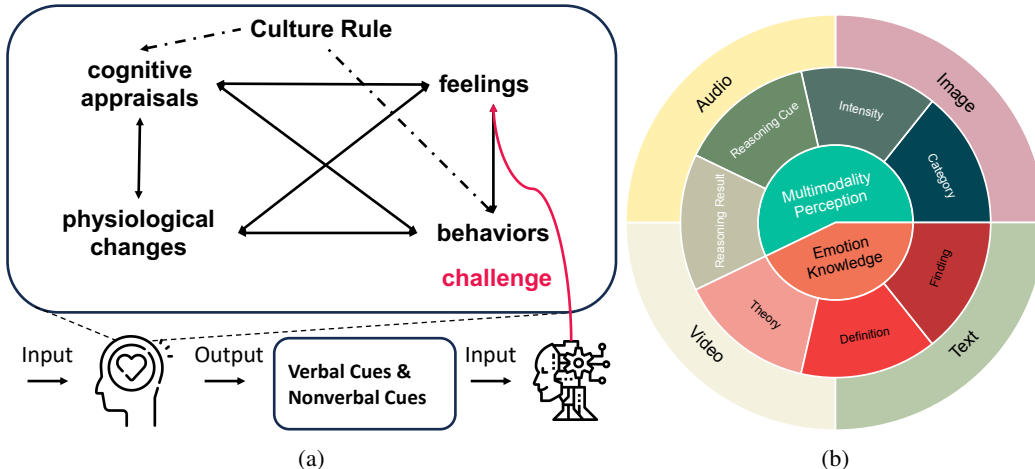 Culture Rule
cognitive
appraisals
feelings
physiological
changes
behaviors
challenge
Input
Output
Verbal Cues &
Nonverbal Cues
Input
(a)
Audio
Image
Video
Text
Reasoning Cue
Intensity
Category
Reasoning Result
Finding
Theory
Definition
Multimodality
Perception
Emotion
Knowledge
(b)